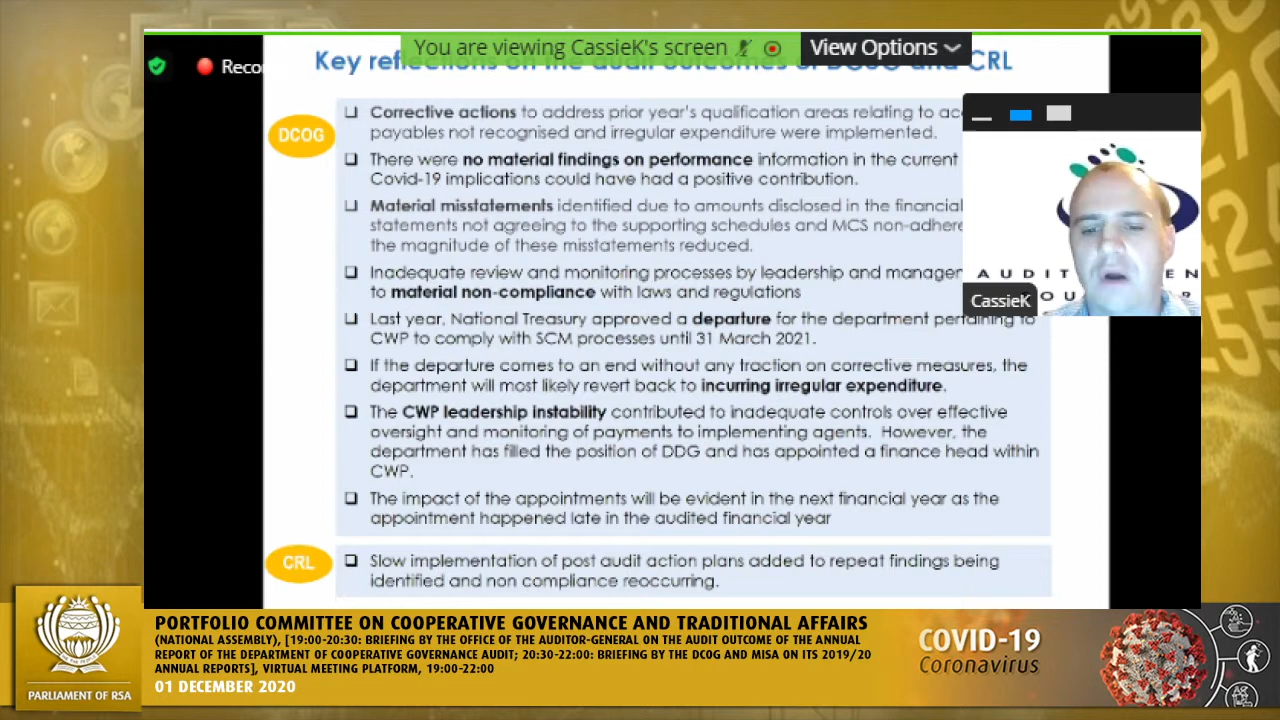 You are viewing CassieK's screen
View Options
Key reflections on the audit outcomes of DCOG and CRL
DCOG
Corrective actions to address prior year's qualification areas relating to
payables not recognised and irregular expenditure were implemented.
There were no material findings on performance information in the current
Covid-19 implications could have had a positive contribution.
Material misstatements identified due to amounts disclosed in the financial
statements not agreeing to the supporting schedules and MCS
the magnitude of these misstatements reduced.
Inadequate review and monitoring processes by leadership and
to material non-compliance with laws and regulations
Last year, National Treasury approved a departure for the department pertaining to
CWP to comply with SCM processes until 31 March 2021.
If the departure comes to an end without any traction on corrective measures, the
department will most likely revert back to incurring irregular expenditure.
The CWP leadership instability contributed to inadequate controls over effective
oversight and monitoring of payments to implementing agents. However, the
department has filled the position of DDG and has appointed a finance head within
CWP.
The impact of the appointments will be evident in the next financial year as the
appointment happened late in the audited financial year
CRL
Slow implementation of post audit action plans added to repeat findings being
identified and non compliance reoccurring.
CassieK
PARLIAMENT OF RSA
PORTFOLIO COMMITTEE ON COOPERATIVE GOVERNANCE AND TRADITIONAL AFFAIRS
(NATIONAL ASSEMBLY), [19:00-20:30: BRIEFING BY THE OFFICE OF THE AUDITOR-GENERAL ON THE AUDIT OUTCOME OF THE ANNUAL
REPORT OF THE DEPARTMENT OF COOPERATIVE GOVERNANCE AUDIT; 20:30-22:00: BRIEFING BY THE DCOG AND MISA ON ITS 2019/20
ANNUAL REPORTS], VIRTUAL MEETING PLATFORM, 19:00-22:00
01 DECEMBER 2020
COVID-19
Coronavirus